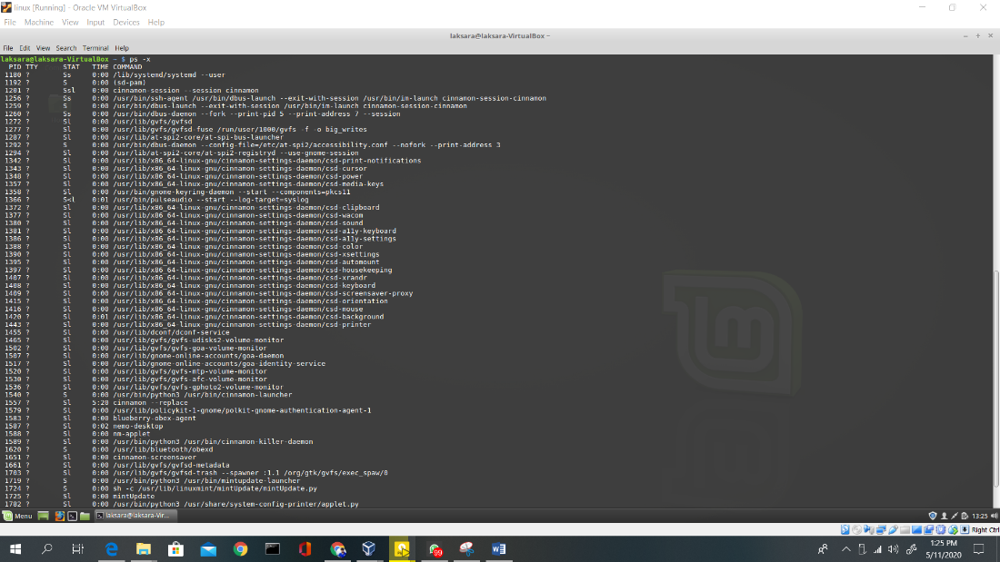 linux [Running] - Oracle VM VirtualBox
File Machine View Input Devices Help
laksara@laksara-VirtualBox ~
File Edit View Search Terminal Help
laksara@laksara-VirtualBox ~ $ ps -x
PID TTY STAT TIME COMMAND
1180 ? Ss 0:00 /lib/systemd/systemd --user
1192 ? S 0:00 (sd-pam)
1201 ? Ssl 0:00 cinnamon-session --session cinnamon
1256 ? Ss 0:00 /usr/bin/ssh-agent /usr/bin/dbus-launch --exit-with-session /usr/bin/im-launch cinnamon-session-cinnamon
1259 ? S 0:00 /usr/bin/dbus-launch --exit-with-session /usr/bin/im-launch cinnamon-session-cinnamon
1260 ? Ss 0:00 /usr/bin/dbus-daemon --fork --print-pid 5 --print-address 7 --session
1272 ? Sl 0:00 /usr/lib/gvfs/gvfsd
1277 ? Sl 0:00 /usr/lib/gvfs/gvfsd-fuse /run/user/1000/gvfs -f -o big_writes
1287 ? Sl 0:00 /usr/lib/at-spi2-core/at-spi-bus-launcher
1292 ? S 0:00 /usr/bin/dbus-daemon --config-file=/etc/at-spi2/accessibility.conf --nofork --print-address 3
1294 ? Sl 0:00 /usr/lib/at-spi2-core/at-spi2-registryd --use-gnome-session
1342 ? Sl 0:00 /usr/lib/x86_64-linux-gnu/cinnamon-settings-daemon/csd-print-notifications
1343 ? Sl 0:00 /usr/lib/x86_64-linux-gnu/cinnamon-settings-daemon/csd-cursor
1348 ? Sl 0:00 /usr/lib/x86_64-linux-gnu/cinnamon-settings-daemon/csd-power
1357 ? Sl 0:00 /usr/lib/x86_64-linux-gnu/cinnamon-settings-daemon/csd-media-keys
1358 ? Sl 0:00 /usr/bin/gnome-keyring-daemon --start --components=pkcs11
1366 ? S<l 0:01 /usr/bin/pulseaudio --start --log-target=syslog
1372 ? Sl 0:00 /usr/lib/x86_64-linux-gnu/cinnamon-settings-daemon/csd-clipboard
1377 ? Sl 0:00 /usr/lib/x86_64-linux-gnu/cinnamon-settings-daemon/csd-wacom
1380 ? Sl 0:00 /usr/lib/x86_64-linux-gnu/cinnamon-settings-daemon/csd-sound
1381 ? Sl 0:00 /usr/lib/x86_64-linux-gnu/cinnamon-settings-daemon/csd-a11y-keyboard
1386 ? Sl 0:00 /usr/lib/x86_64-linux-gnu/cinnamon-settings-daemon/csd-a11y-settings
1388 ? Sl 0:00 /usr/lib/x86_64-linux-gnu/cinnamon-settings-daemon/csd-color
1390 ? Sl 0:00 /usr/lib/x86_64-linux-gnu/cinnamon-settings-daemon/csd-xsettings
1395 ? Sl 0:00 /usr/lib/x86_64-linux-gnu/cinnamon-settings-daemon/csd-automount
1397 ? Sl 0:00 /usr/lib/x86_64-linux-gnu/cinnamon-settings-daemon/csd-housekeeping
1407 ? Sl 0:00 /usr/lib/x86_64-linux-gnu/cinnamon-settings-daemon/csd-xrandr
1408 ? Sl 0:00 /usr/lib/x86_64-linux-gnu/cinnamon-settings-daemon/csd-keyboard
1409 ? Sl 0:00 /usr/lib/x86_64-linux-gnu/cinnamon-settings-daemon/csd-screensaver-proxy
1415 ? Sl 0:00 /usr/lib/x86_64-linux-gnu/cinnamon-settings-daemon/csd-orientation
1416 ? Sl 0:00 /usr/lib/x86_64-linux-gnu/cinnamon-settings-daemon/csd-mouse
1420 ? Sl 0:01 /usr/lib/x86_64-linux-gnu/cinnamon-settings-daemon/csd-background
1443 ? Sl 0:00 /usr/lib/x86_64-linux-gnu/cinnamon-settings-daemon/csd-printer
1455 ? Sl 0:00 /usr/lib/dconf/dconf-service
1465 ? Sl 0:00 /usr/lib/gvfs/gvfs-udisks2-volume-monitor
1502 ? Sl 0:00 /usr/lib/gvfs/gvfs-goa-volume-monitor
1507 ? Sl 0:00 /usr/lib/gnome-online-accounts/goa-daemon
1517 ? Sl 0:00 /usr/lib/gnome-online-accounts/goa-identity-service
1520 ? Sl 0:00 /usr/lib/gvfs/gvfs-mtp-volume-monitor
1530 ? Sl 0:00 /usr/lib/gvfs/gvfs-afc-volume-monitor
1536 ? Sl 0:00 /usr/lib/gvfs/gvfs-gphoto2-volume-monitor
1540 ? S 0:00 /usr/bin/python3 /usr/bin/cinnamon-launcher
1557 ? Sl 5:20 cinnamon --replace
1579 ? Sl 0:00 /usr/lib/policykit-1-gnome/polkit-gnome-authentication-agent-1
1583 ? Sl 0:00 blueberry-obex-agent
1587 ? Sl 0:02 nemo-desktop
1588 ? Sl 0:00 nm-applet
1589 ? Sl 0:00 /usr/bin/python3 /usr/bin/cinnamon-killer-daemon
1620 ? S 0:00 /usr/lib/bluetooth/obexd
1651 ? Sl 0:00 cinnamon-screensaver
1661 ? Sl 0:00 /usr/lib/gvfs/gvfsd-metadata
1703 ? Sl 0:00 /usr/lib/gvfs/gvfsd-trash --spawner :1.1 /org/gtk/gvfs/exec_spaw/0
1719 ? S 0:00 /usr/bin/python3 /usr/bin/mintupdate-launcher
1724 ? S 0:00 sh -c /usr/lib/linuxmint/mintUpdate/mintUpdate.py
1725 ? Sl 0:00 mintUpdate
1782 ? Sl 0:00 /usr/bin/python3 /usr/share/system-config-printer/applet.py
Menu laksara@laksara-Vir... 13:25
Right Ctrl
99
1:25 PM
5/11/2020